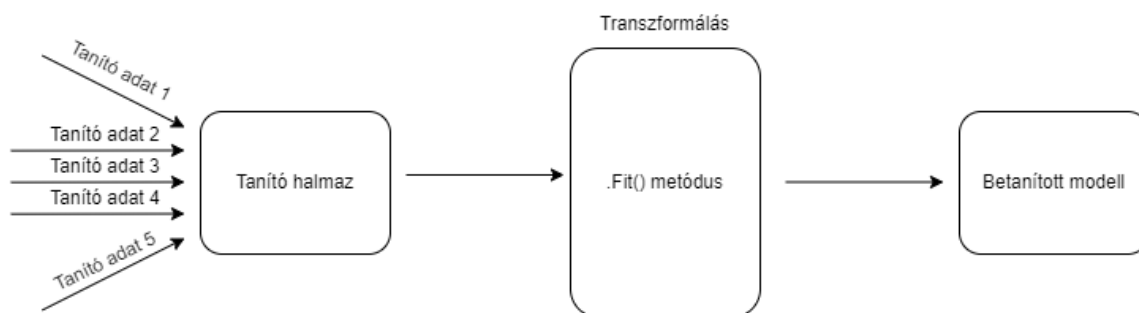 Transzformálás
Tanító adat 1
Tanító adat 2
Tanító adat 3
Tanító adat 4
Tanító adat 5
Tanító halmaz
.Fit() metódus
Betanított modell